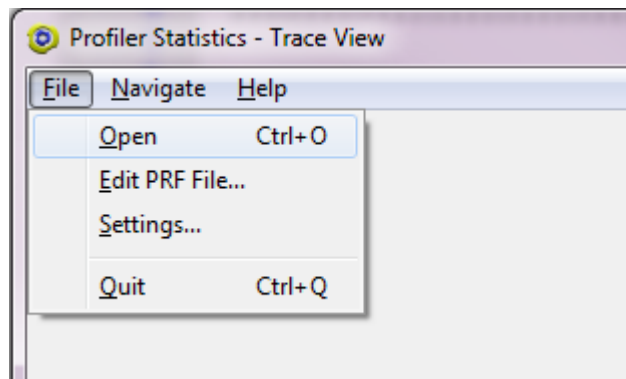 Profiler Statistics - Trace View
File Navigate Help
Open Ctrl+O
Edit PRF File...
Settings...
Quit Ctrl+Q